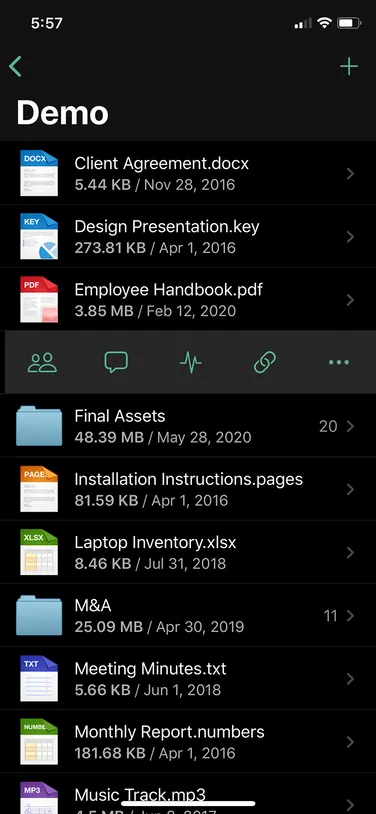 5:57
Demo
DOCX
Client Agreement.docx
5.44 KB / Nov 28, 2016
KEY
Design Presentation.key
273.81 KB / Apr 1, 2016
PDF
Employee Handbook.pdf
3.85 MB / Feb 12, 2020
Final Assets
48.39 MB / May 28, 2020
20
PAGE
Installation Instructions.pages
81.59 KB / Apr 1, 2016
XLSX
Laptop Inventory.xlsx
8.46 KB / Jul 31, 2018
M&A
25.09 MB / Apr 30, 2019
11
TXT
Meeting Minutes.txt
5.66 KB / Jun 1, 2018
NUMBE
Monthly Report.numbers
181.68 KB / Apr 1, 2016
MP3
Music Track.mp3